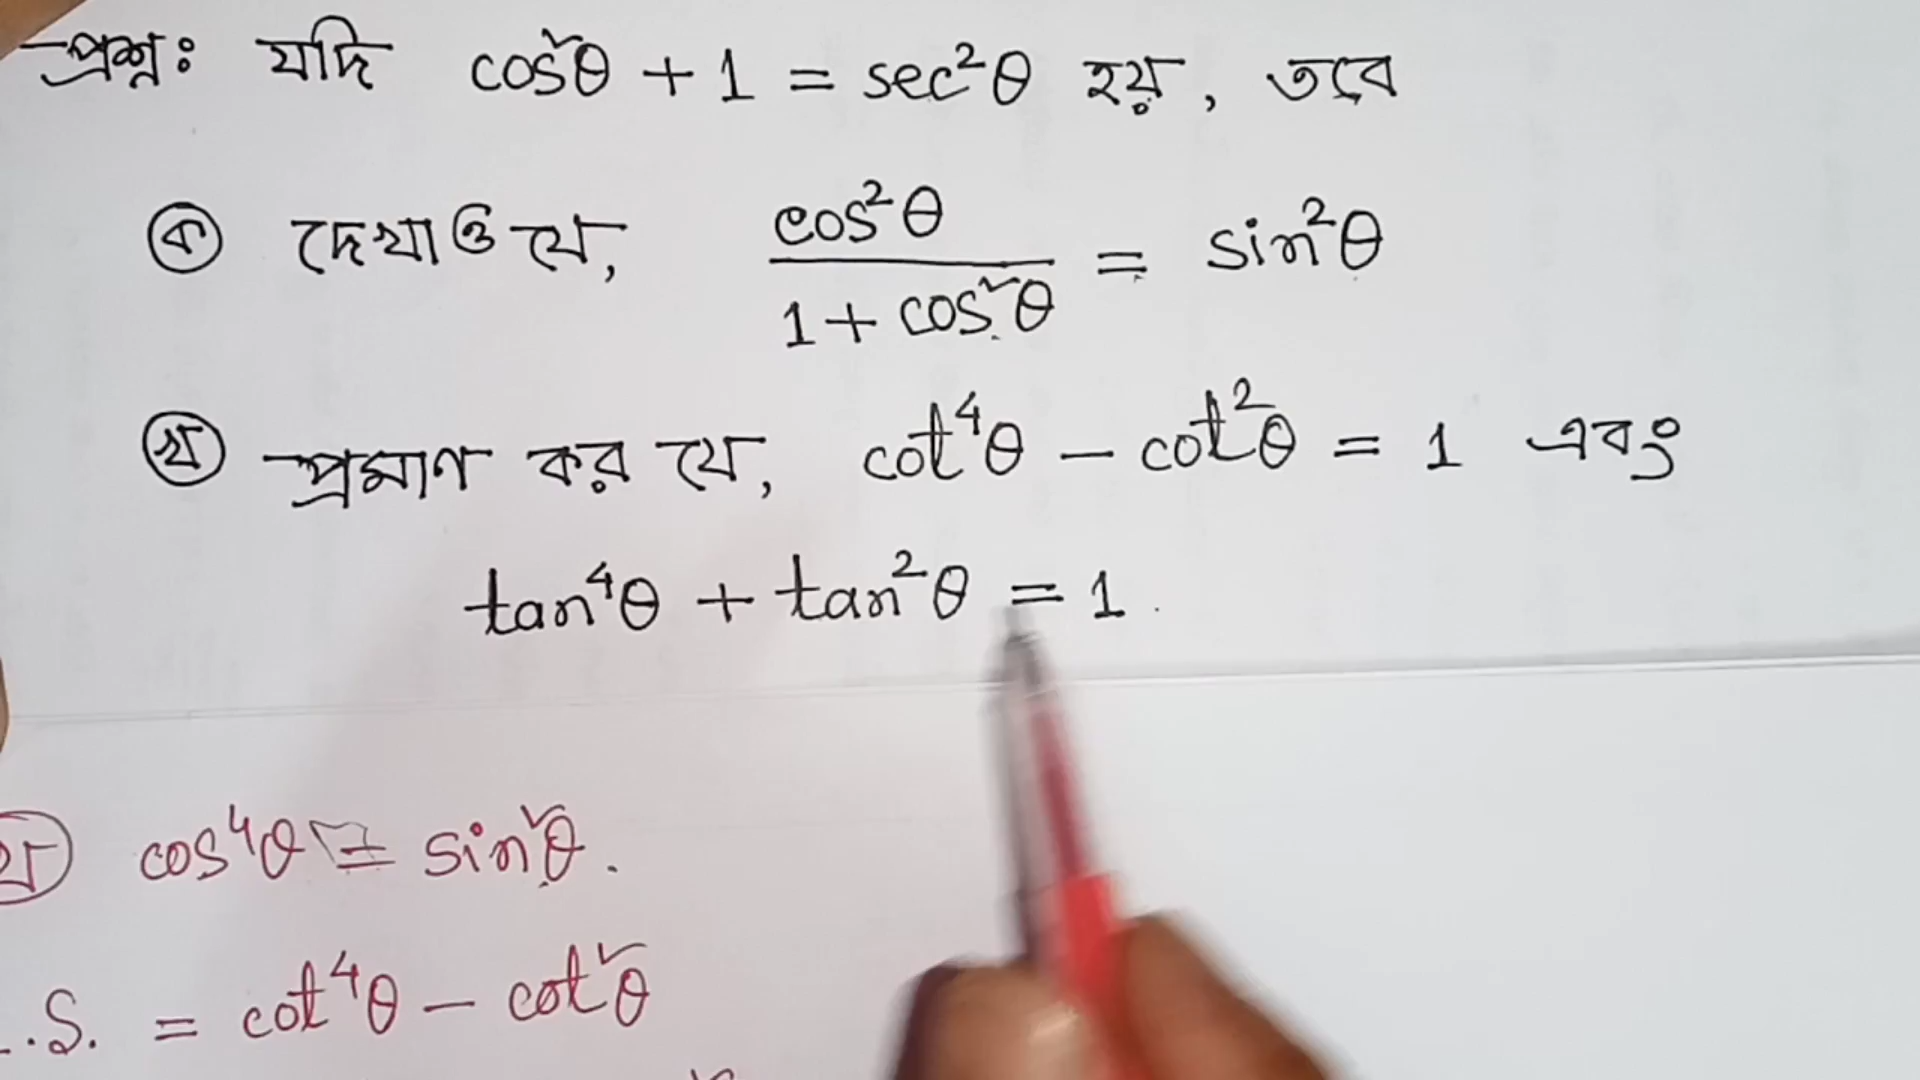 প্রশ্নঃ যদি cos²θ + 1 = sec²θ হয়, তবে
ক দেখাও যে, cos²θ / 1 + cos²θ = sin²θ
খ প্রমাণ কর যে, cot⁴θ − cot²θ = 1 এবং
tan⁴θ + tan²θ = 1.
cos⁴θ = sin²θ.
.S. = cot⁴θ − cot²θ